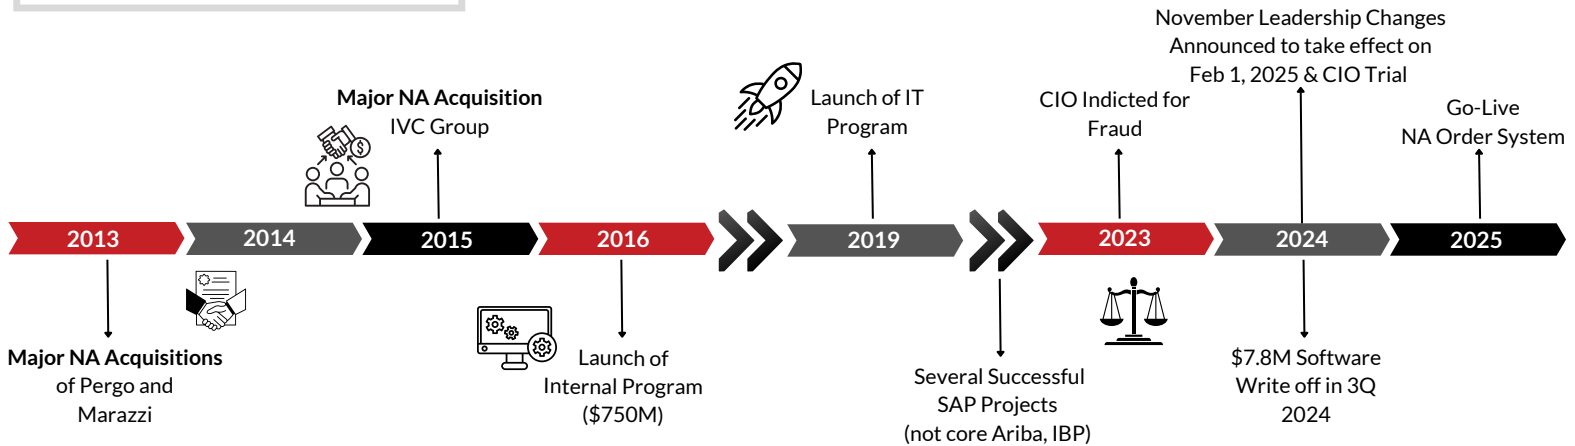 November Leadership Changes
Announced to take effect on
Feb 1, 2025 & CIO Trial
Major NA Acquisition
IVC Group
Launch of IT
Program
CIO Indicted for
Fraud
Go-Live
NA Order System
2013
2014
2015
2016
2019
2023
2024
2025
Major NA Acquisitions
of Pergo and
Marazzi
Launch of
Internal Program
($750M)
Several Successful
SAP Projects
(not core Ariba, IBP)
$7.8M Software
Write off in 3Q
2024